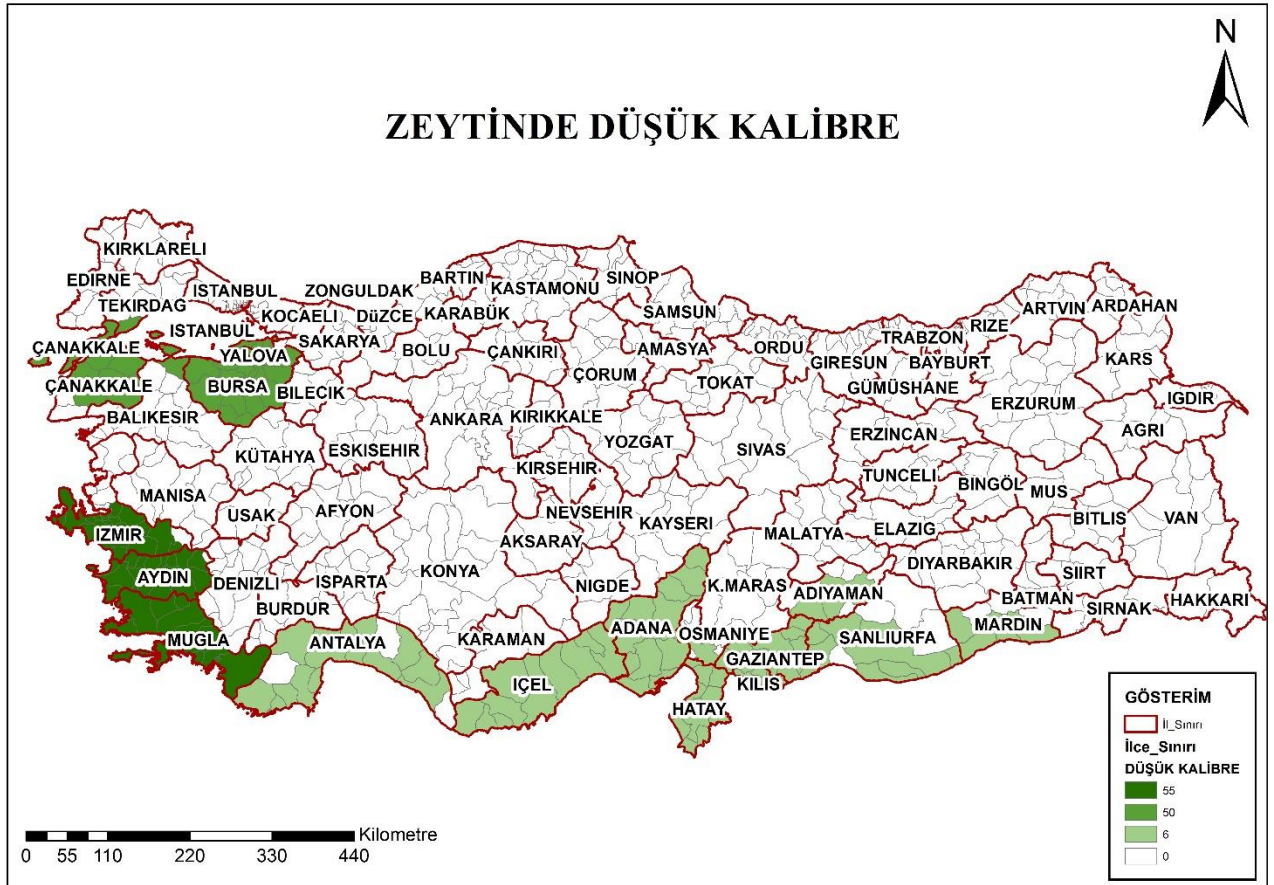 N
ZEYTİNDE DÜŞÜK KALİBRE
KIRKLARELI
EDIRNE
TEKIRDAG
ISTANBUL
ISTANBUL
KOCAELI
YALOVA
SAKARYA
DüZCE
ZONGULDAK
BARTIN
KARABÜK
KASTAMONU
SINOP
SAMSUN
BOLU
ÇANKIRI
ÇORUM
AMASYA
TOKAT
ORDU
GIRESUN
TRABZON
RIZE
ARTVIN
ARDAHAN
BAYBURT
GÜMÜSHANE
KARS
IGDIR
ERZURUM
AGRI
ÇANAKKALE
ÇANAKKALE
BURSA
BILECIK
BALIKESIR
KÜTAHYA
ESKISEHIR
ANKARA
KIRIKKALE
YOZGAT
SIVAS
ERZINCAN
TUNCELI
BINGÖL
MUS
BITLIS
VAN
KIRSEHIR
NEVSEHIR
KAYSERI
MALATYA
ELAZIG
DIYARBAKIR
SIIRT
BATMAN
SIRNAK
HAKKARI
MANISA
USAK
AFYON
IZMIR
AYDIN
DENIZLI
ISPARTA
BURDUR
KONYA
AKSARAY
NIGDE
K.MARAS
ADIYAMAN
MARDIN
MUGLA
ANTALYA
KARAMAN
IÇEL
ADANA
OSMANIYE
GAZIANTEP
SANLIURFA
KILIS
HATAY
GÖSTERİM
İl_Sınırı
İlce_Sınırı
DÜŞÜK KALİBRE
55
50
6
0
Kilometre
0 55 110 220 330 440